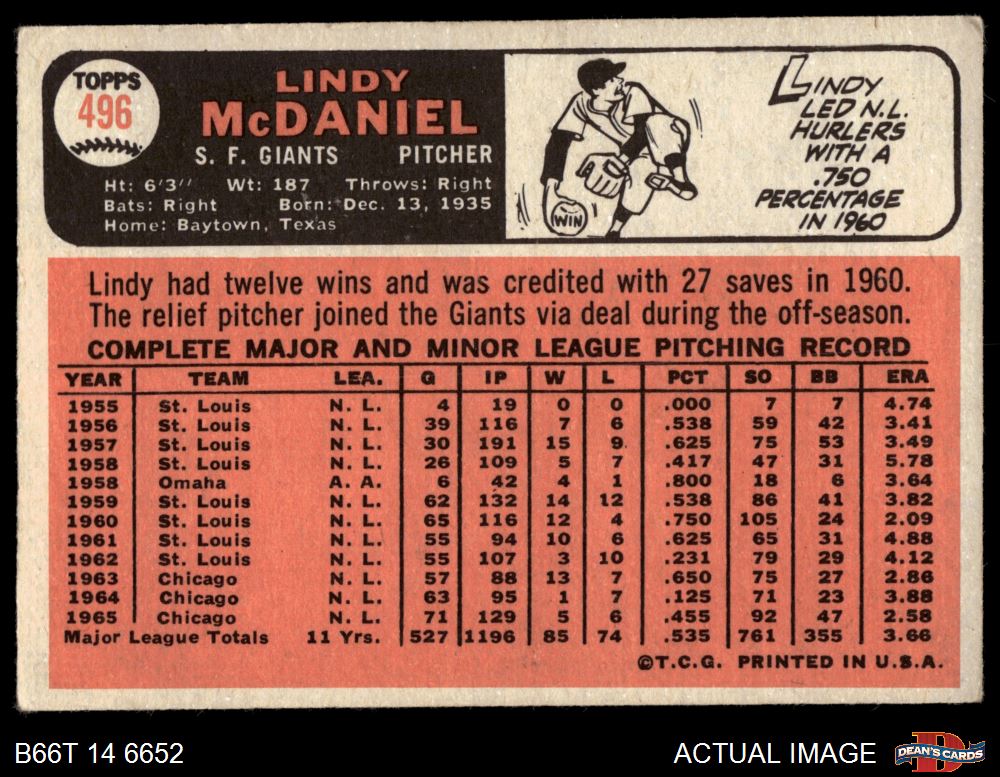 TOPPS
496
LINDY
McDANIEL
S. F. GIANTS PITCHER
Ht: 6'3" Wt: 187 Throws: Right
Bats: Right Born: Dec. 13, 1935
Home: Baytown, Texas
WIN
LINDY
LED N.L.
HURLERS
WITH A
.750
PERCENTAGE
IN 1960
Lindy had twelve wins and was credited with 27 saves in 1960.
The relief pitcher joined the Giants via deal during the off-season.
COMPLETE MAJOR AND MINOR LEAGUE PITCHING RECORD
YEAR TEAM LEA. G IP W L PCT SO BB ERA
1955 St. Louis N. L. 4 19 0 0 .000 7 7 4.74
1956 St. Louis N. L. 39 116 7 6 .538 59 42 3.41
1957 St. Louis N. L. 30 191 15 9 .625 75 53 3.49
1958 St. Louis N. L. 26 109 5 7 .417 47 31 5.78
1958 Omaha A. A. 6 42 4 1 .800 18 6 3.64
1959 St. Louis N. L. 62 132 14 12 .538 86 41 3.82
1960 St. Louis N. L. 65 116 12 4 .750 105 24 2.09
1961 St. Louis N. L. 55 94 10 6 .625 65 31 4.88
1962 St. Louis N. L. 55 107 3 10 .231 79 29 4.12
1963 Chicago N. L. 57 88 13 7 .650 75 27 2.86
1964 Chicago N. L. 63 95 1 7 .125 71 23 3.88
1965 Chicago N. L. 71 129 5 6 .455 92 47 2.58
Major League Totals 11 Yrs. 527 1196 85 74 .535 761 355 3.66
©T.C.G. PRINTED IN U.S.A.
B66T 14 6652
ACTUAL IMAGE
DEAN'S CARDS